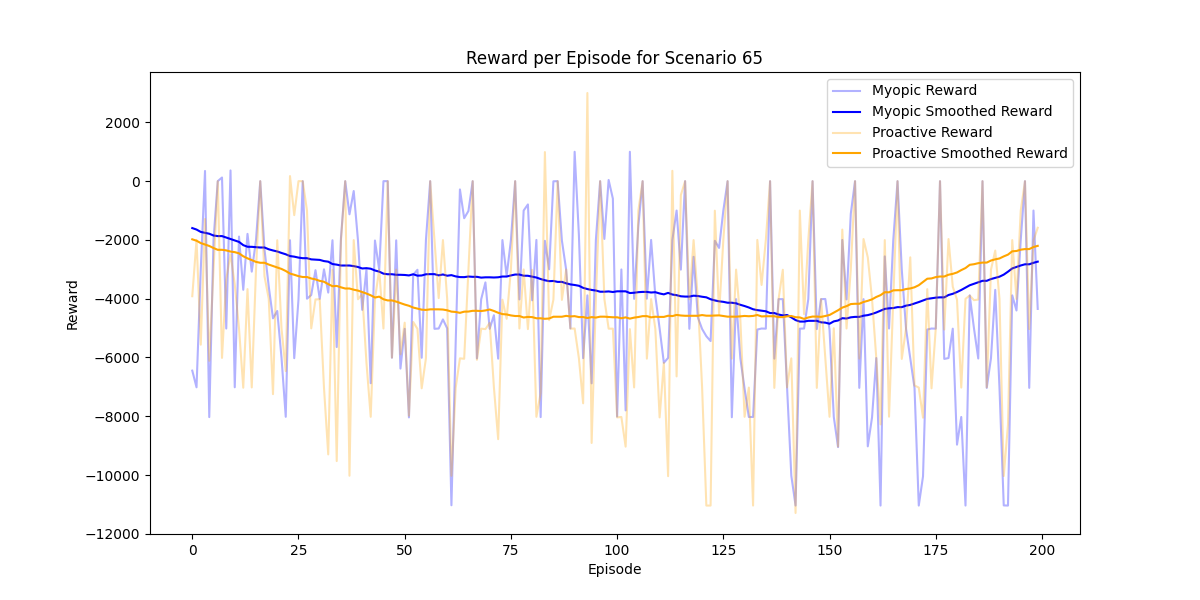 Reward per Episode for Scenario 65
Myopic Reward
Myopic Smoothed Reward
Proactive Reward
Proactive Smoothed Reward
2000
0
−2000
−4000
−6000
−8000
−10000
−12000
Reward
0 25 50 75 100 125 150 175 200
Episode